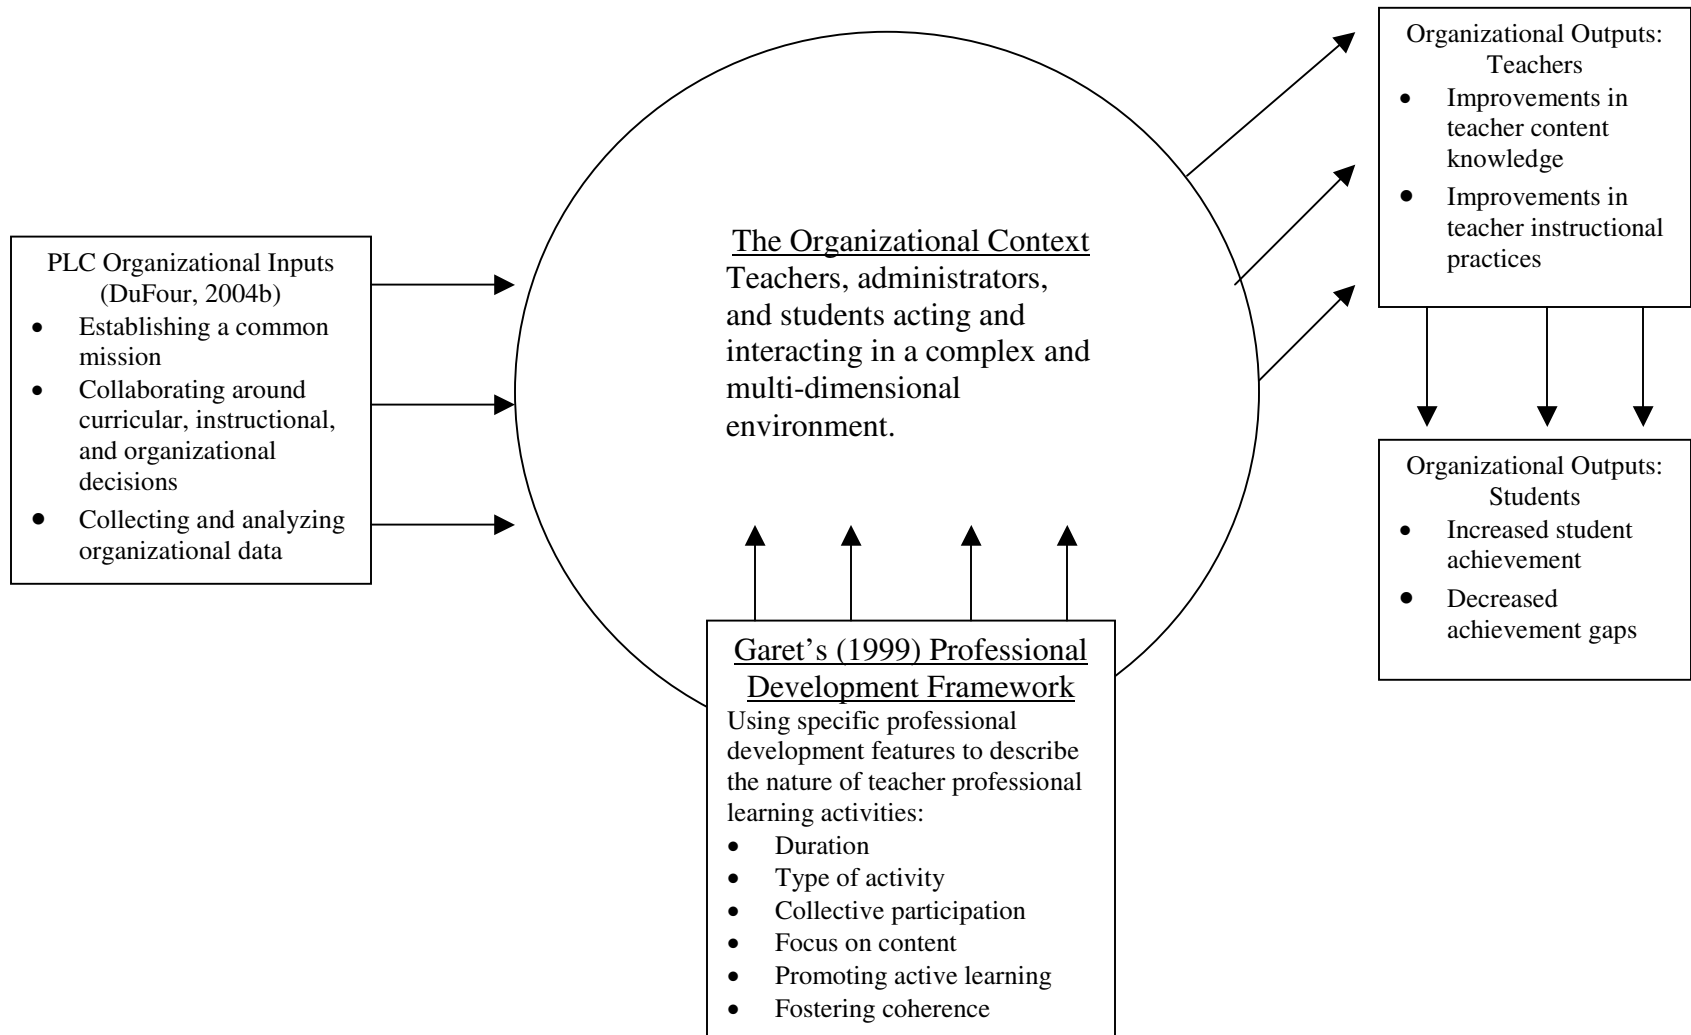 PLC Organizational Inputs
(DuFour, 2004b)
• Establishing a common
mission
• Collaborating around
curricular, instructional,
and organizational
decisions
• Collecting and analyzing
organizational data
The Organizational Context
Teachers, administrators,
and students acting and
interacting in a complex and
multi-dimensional
environment.
Garet’s (1999) Professional
Development Framework
Using specific professional
development features to describe
the nature of teacher professional
learning activities:
• Duration
• Type of activity
• Collective participation
• Focus on content
• Promoting active learning
• Fostering coherence
Organizational Outputs:
Teachers
• Improvements in
teacher content
knowledge
• Improvements in
teacher instructional
practices
Organizational Outputs:
Students
• Increased student
achievement
• Decreased
achievement gaps